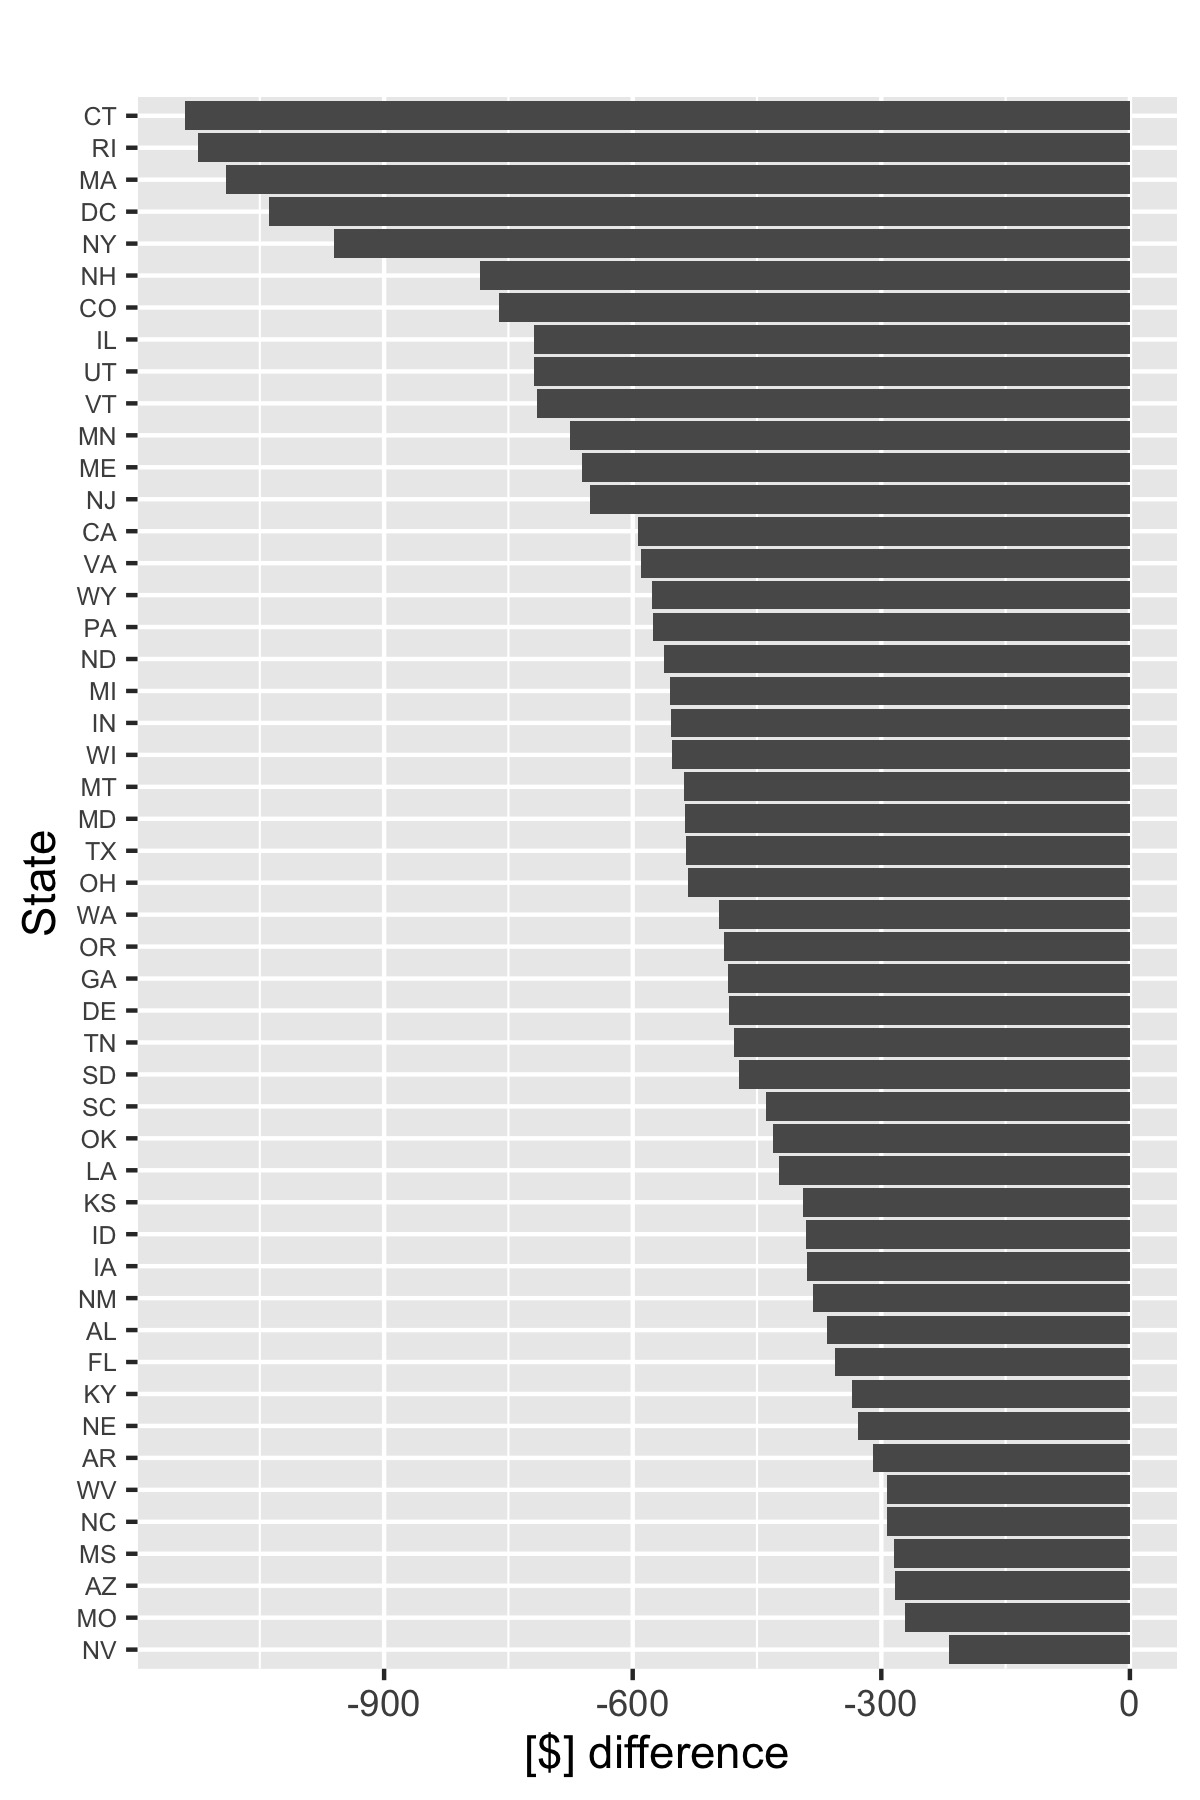 CT
RI
MA
DC
NY
NH
CO
IL
UT
VT
MN
ME
NJ
CA
VA
WY
PA
ND
MI
IN
WI
MT
MD
TX
OH
WA
OR
GA
DE
TN
SD
SC
OK
LA
KS
ID
IA
NM
AL
FL
KY
NE
AR
WV
NC
MS
AZ
MO
NV
State
-900 -600 -300 0
[$] difference